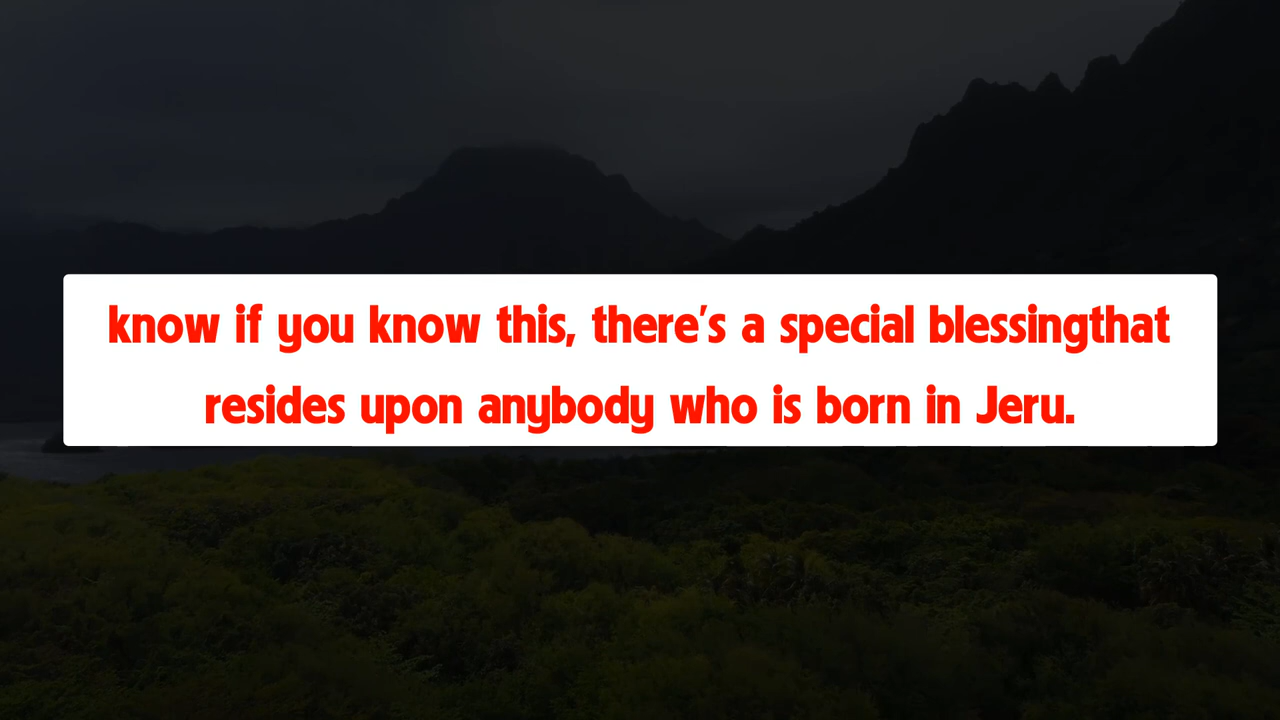 know if you know this, there's a special blessingthat
resides upon anybody who is born in Jeru.